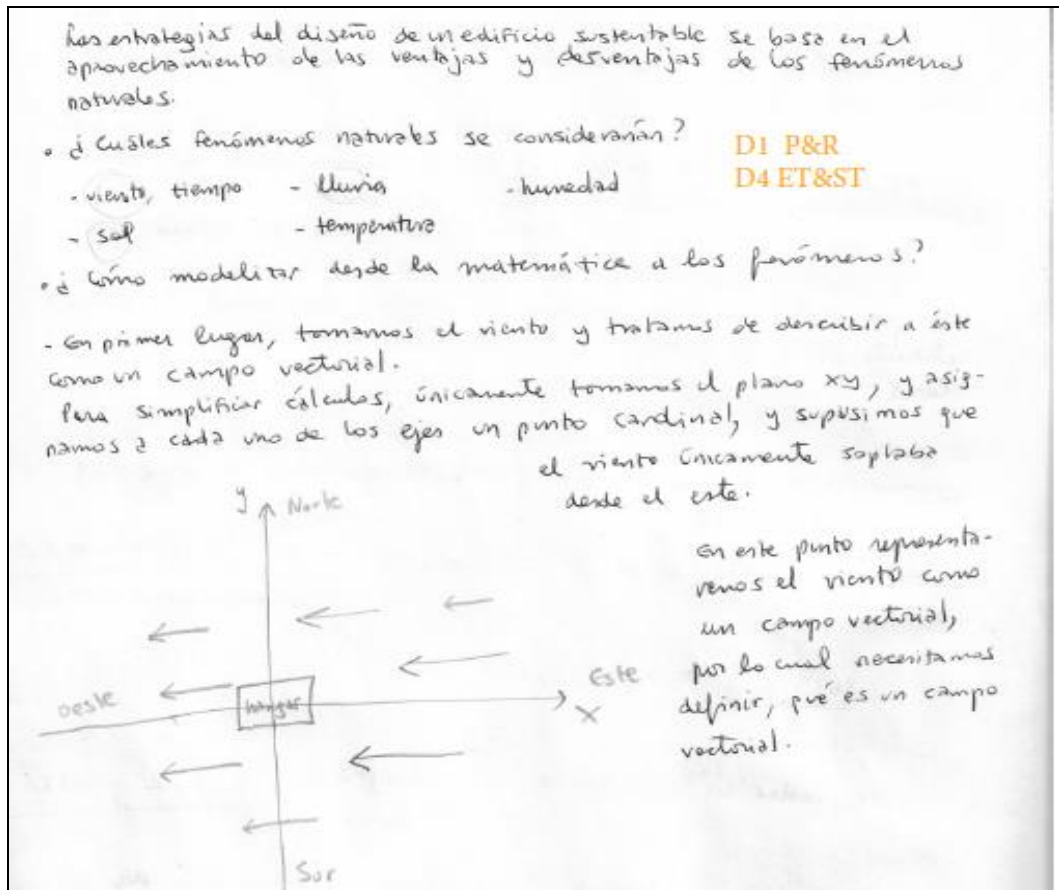 Las estrategias del diseño de un edificio sustentable se basa en el
aprovechamiento de las ventajas y desventajas de los fenómenos
naturales.
• ¿Cuáles fenómenos naturales se considerarán?
D1 P&R
- viento, tiempo - lluvia - humedad
D4 ET&ST
- sol - temperatura
• ¿Cómo modelizar desde la matemática a los fenómenos?
- En primer lugar, tomamos el viento y tratamos de describir a éste
como un campo vectorial.
Para simplificar cálculos, únicamente tomamos el plano xy, y asig-
namos a cada uno de los ejes un punto cardinal, y supusimos que
el viento únicamente soplaba
desde el este.
y Norte
En este punto representa-
remos el viento como
un campo vectorial,
por lo cual necesitamos
definir, qué es un campo
vectorial.
Este
x
oeste
hangar
Sur